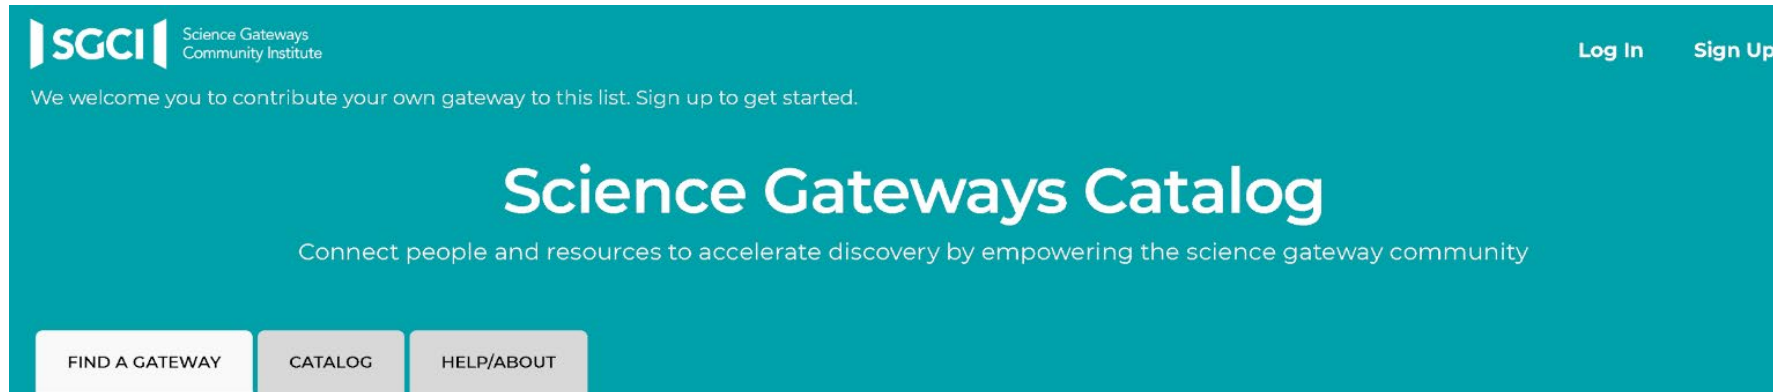 SGCI
Science Gateways
Community Institute
Log In
Sign Up
We welcome you to contribute your own gateway to this list. Sign up to get started.
Science Gateways Catalog
Connect people and resources to accelerate discovery by empowering the science gateway community
FIND A GATEWAY
CATALOG
HELP/ABOUT